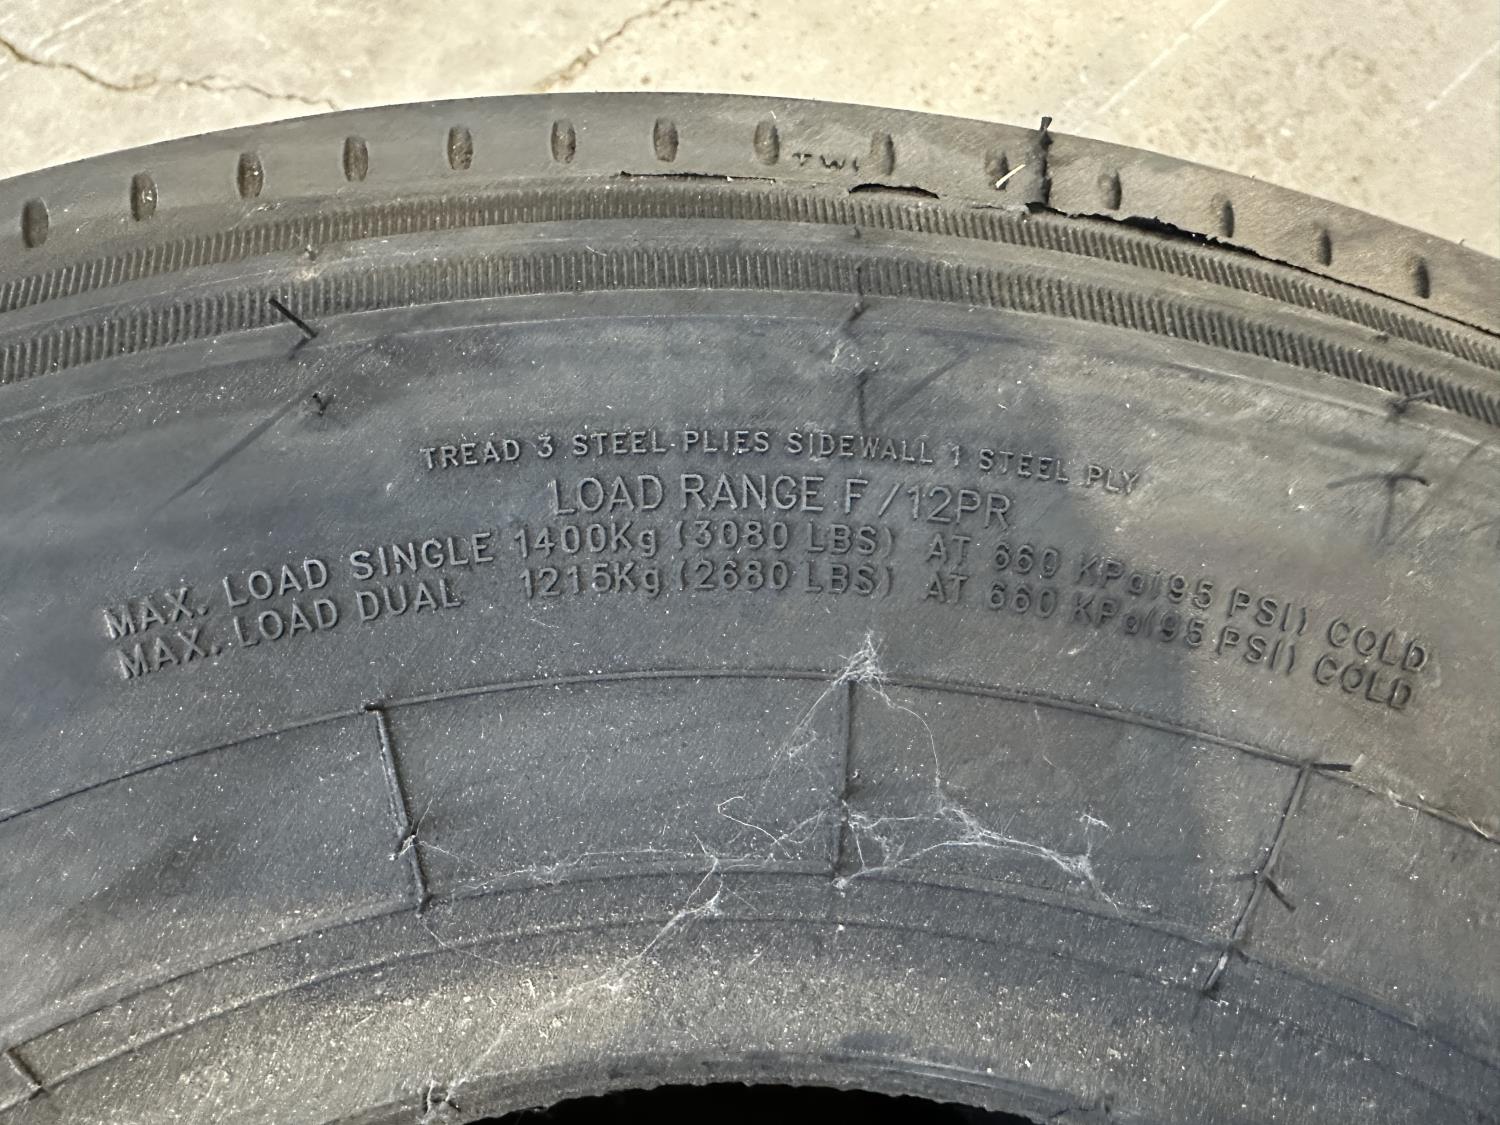 TWI
TREAD 3 STEEL PLIES SIDEWALL 1 STEEL PLY
LOAD RANGE F/12PR
MAX. LOAD SINGLE 1400Kg (3080 LBS) AT 660 KPa(95 PSI) COLD
MAX. LOAD DUAL 1215Kg (2680 LBS) AT 660 KPa(95 PSI) COLD